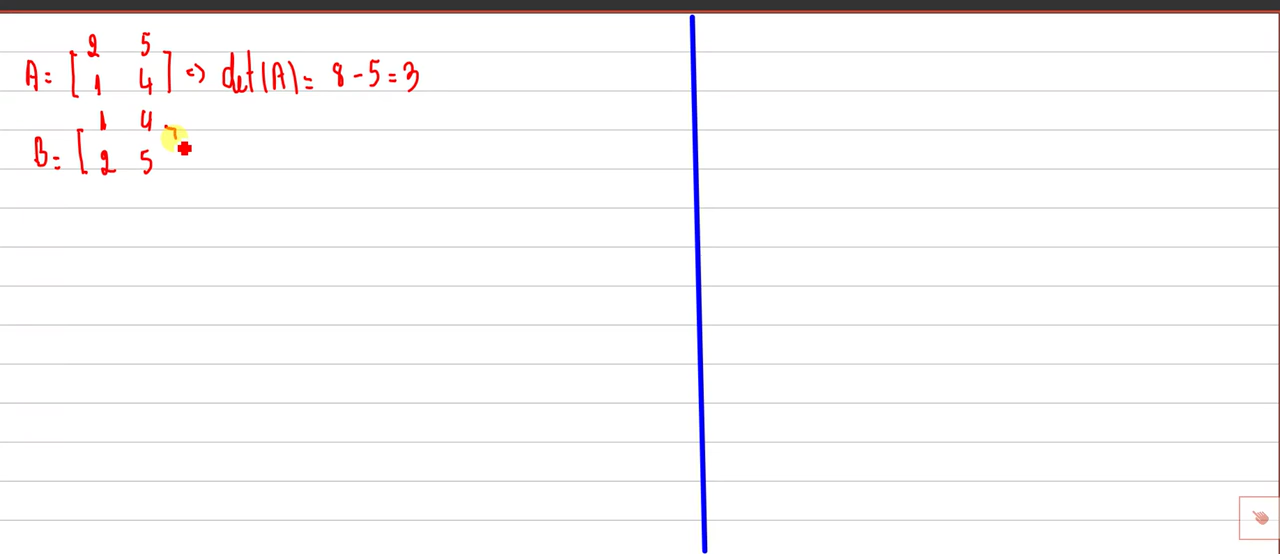 2 5
A = [ 1 4 ] => det(A) = 8 - 5 = 3
1 4
B = [ 2 5